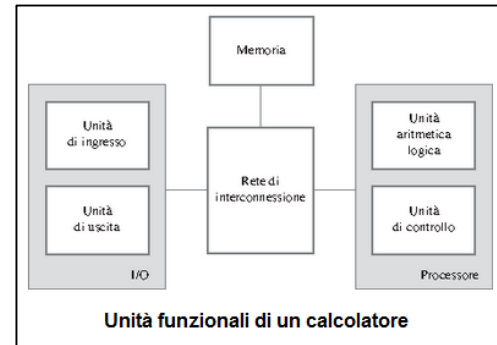 Memoria
Unità
di ingresso
Unità
di uscita
I/O
Rete di
interconnessione
Unità
aritmetica
logica
Unità
di controllo
Processore
Unità funzionali di un calcolatore